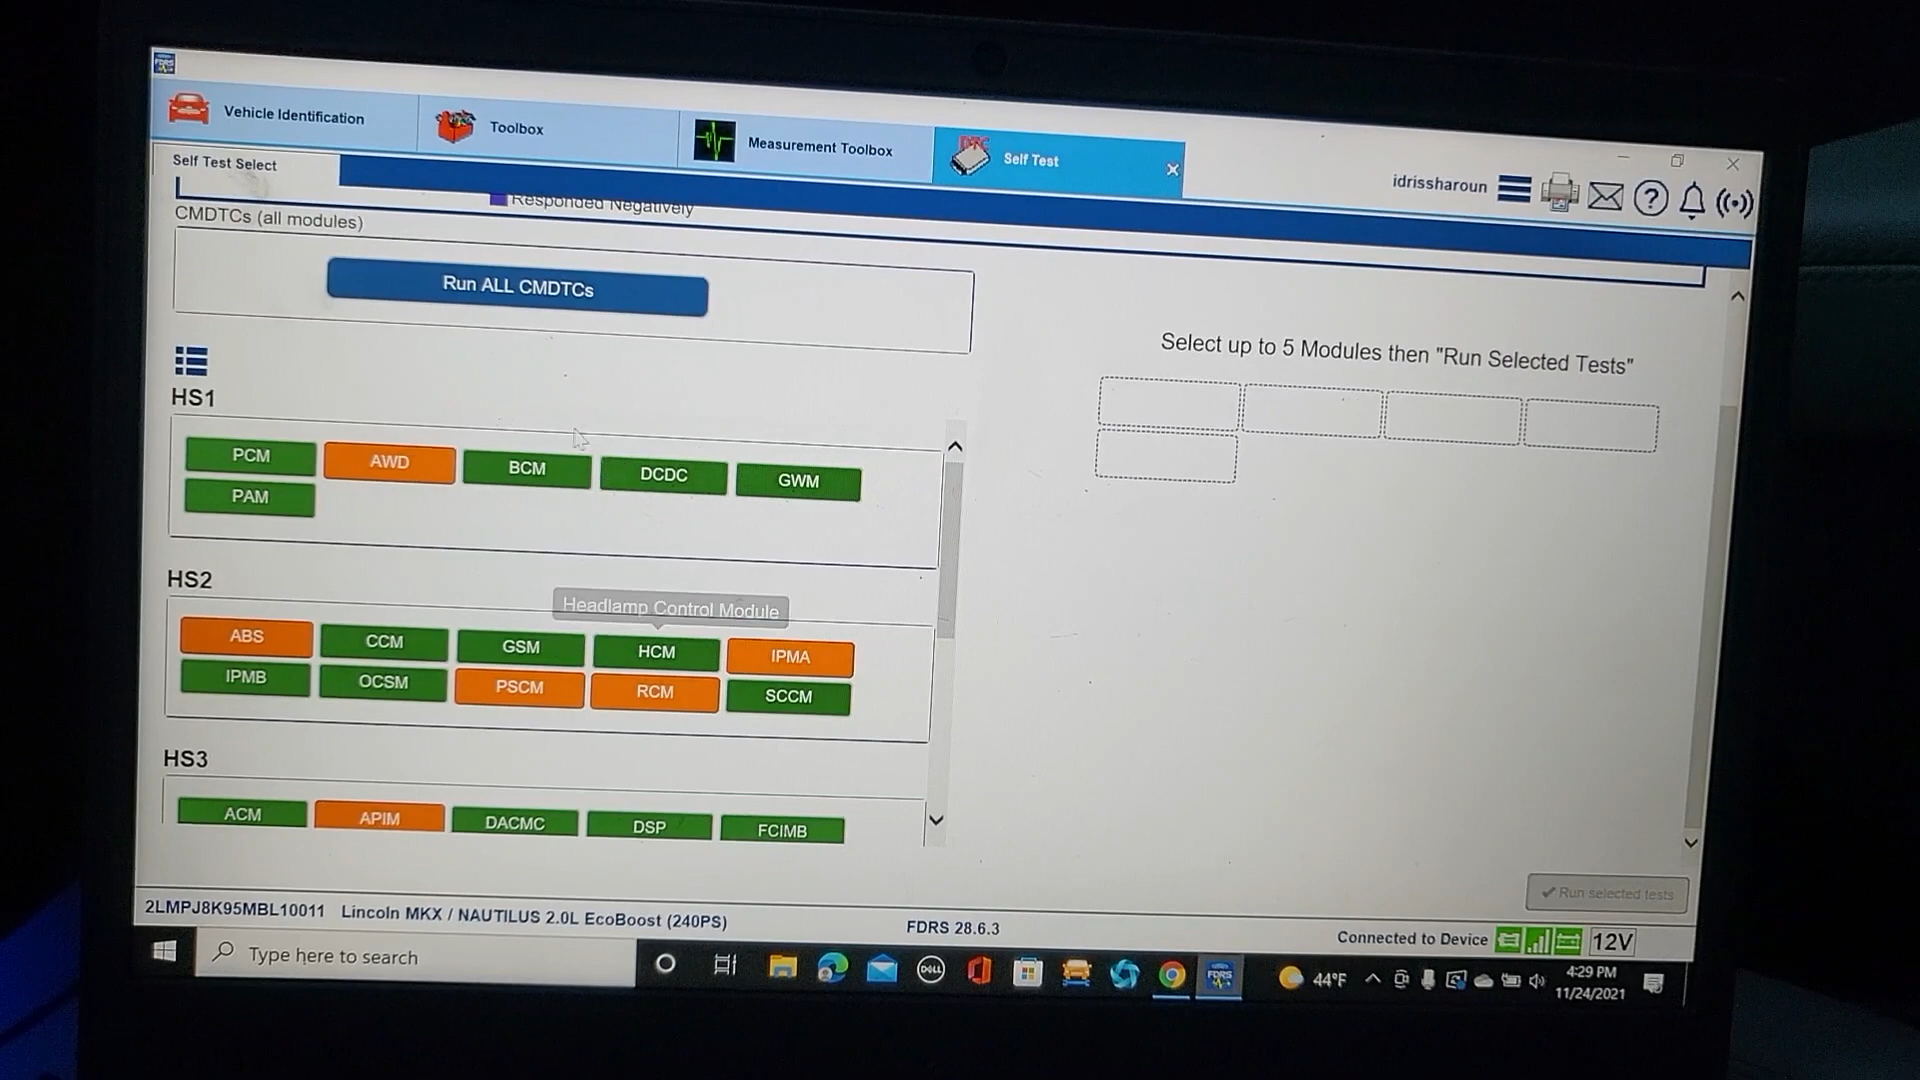 FDRS
Vehicle Identification
Toolbox
Measurement Toolbox
DTC
Self Test
Self Test Select
idrissharoun
Responded Negatively
CMDTCs (all modules)
Run ALL CMDTCs
Select up to 5 Modules then "Run Selected Tests"
HS1
PCM AWD BCM DCDC GWM
PAM
HS2
Headlamp Control Module
ABS CCM GSM HCM IPMA
IPMB OCSM PSCM RCM SCCM
HS3
ACM APIM DACMC DSP FCIMB
Run selected tests
2LMPJ8K95MBL10011 Lincoln MKX / NAUTILUS 2.0L EcoBoost (240PS) FDRS 28.6.3 Connected to Device 12V
Type here to search
DELL
FDRS
44°F
4:29 PM
11/24/2021